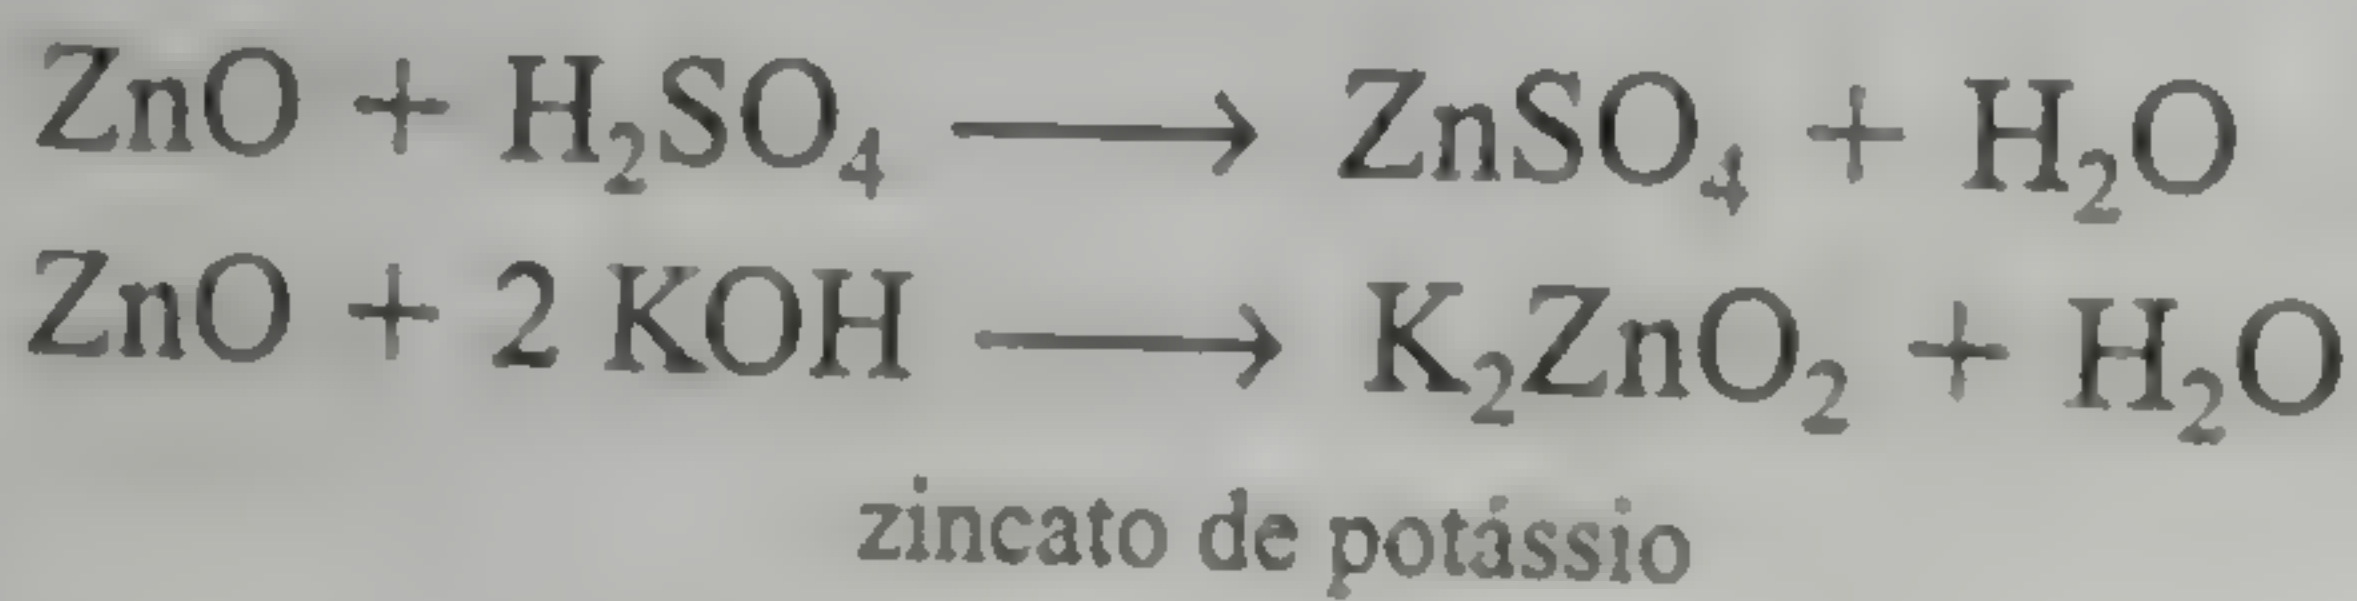 ZnO + H₂SO₄ ⟶ ZnSO₄ + H₂O
ZnO + 2 KOH ⟶ K₂ZnO₂ + H₂O
zincato de potássio